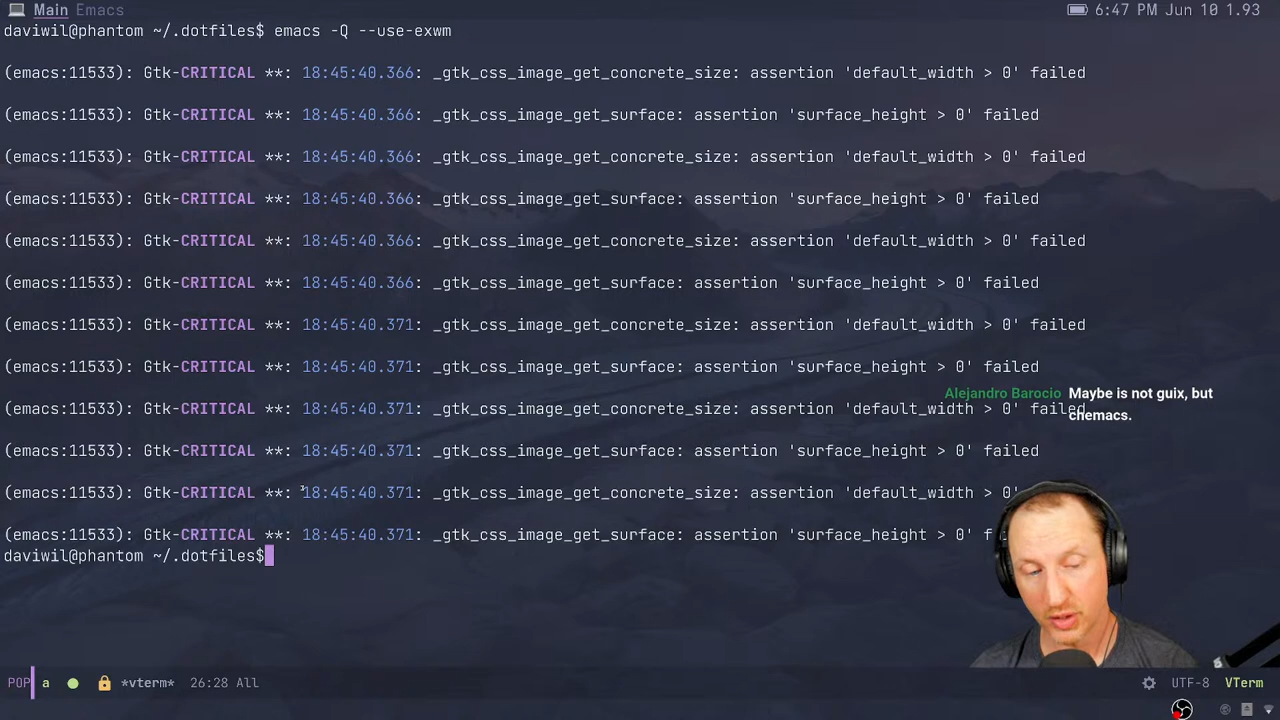 Main Emacs
6:47 PM Jun 10 1.93
daviwil@phantom ~/.dotfiles$ emacs -Q --use-exwm
(emacs:11533): Gtk-CRITICAL **: 18:45:40.366: _gtk_css_image_get_concrete_size: assertion 'default_width > 0' failed
(emacs:11533): Gtk-CRITICAL **: 18:45:40.366: _gtk_css_image_get_surface: assertion 'surface_height > 0' failed
(emacs:11533): Gtk-CRITICAL **: 18:45:40.366: _gtk_css_image_get_concrete_size: assertion 'default_width > 0' failed
(emacs:11533): Gtk-CRITICAL **: 18:45:40.366: _gtk_css_image_get_surface: assertion 'surface_height > 0' failed
(emacs:11533): Gtk-CRITICAL **: 18:45:40.366: _gtk_css_image_get_concrete_size: assertion 'default_width > 0' failed
(emacs:11533): Gtk-CRITICAL **: 18:45:40.366: _gtk_css_image_get_surface: assertion 'surface_height > 0' failed
(emacs:11533): Gtk-CRITICAL **: 18:45:40.371: _gtk_css_image_get_concrete_size: assertion 'default_width > 0' failed
(emacs:11533): Gtk-CRITICAL **: 18:45:40.371: _gtk_css_image_get_surface: assertion 'surface_height > 0' failed
Alejandro Barocio Maybe is not guix, but
chemacs.
(emacs:11533): Gtk-CRITICAL **: 18:45:40.371: _gtk_css_image_get_concrete_size: assertion 'default_width > 0' failed
(emacs:11533): Gtk-CRITICAL **: 18:45:40.371: _gtk_css_image_get_surface: assertion 'surface_height > 0' failed
(emacs:11533): Gtk-CRITICAL **: 18:45:40.371: _gtk_css_image_get_concrete_size: assertion 'default_width > 0'
(emacs:11533): Gtk-CRITICAL **: 18:45:40.371: _gtk_css_image_get_surface: assertion 'surface_height > 0'
daviwil@phantom ~/.dotfiles$
POP a *vterm* 26:28 All
UTF-8 VTerm